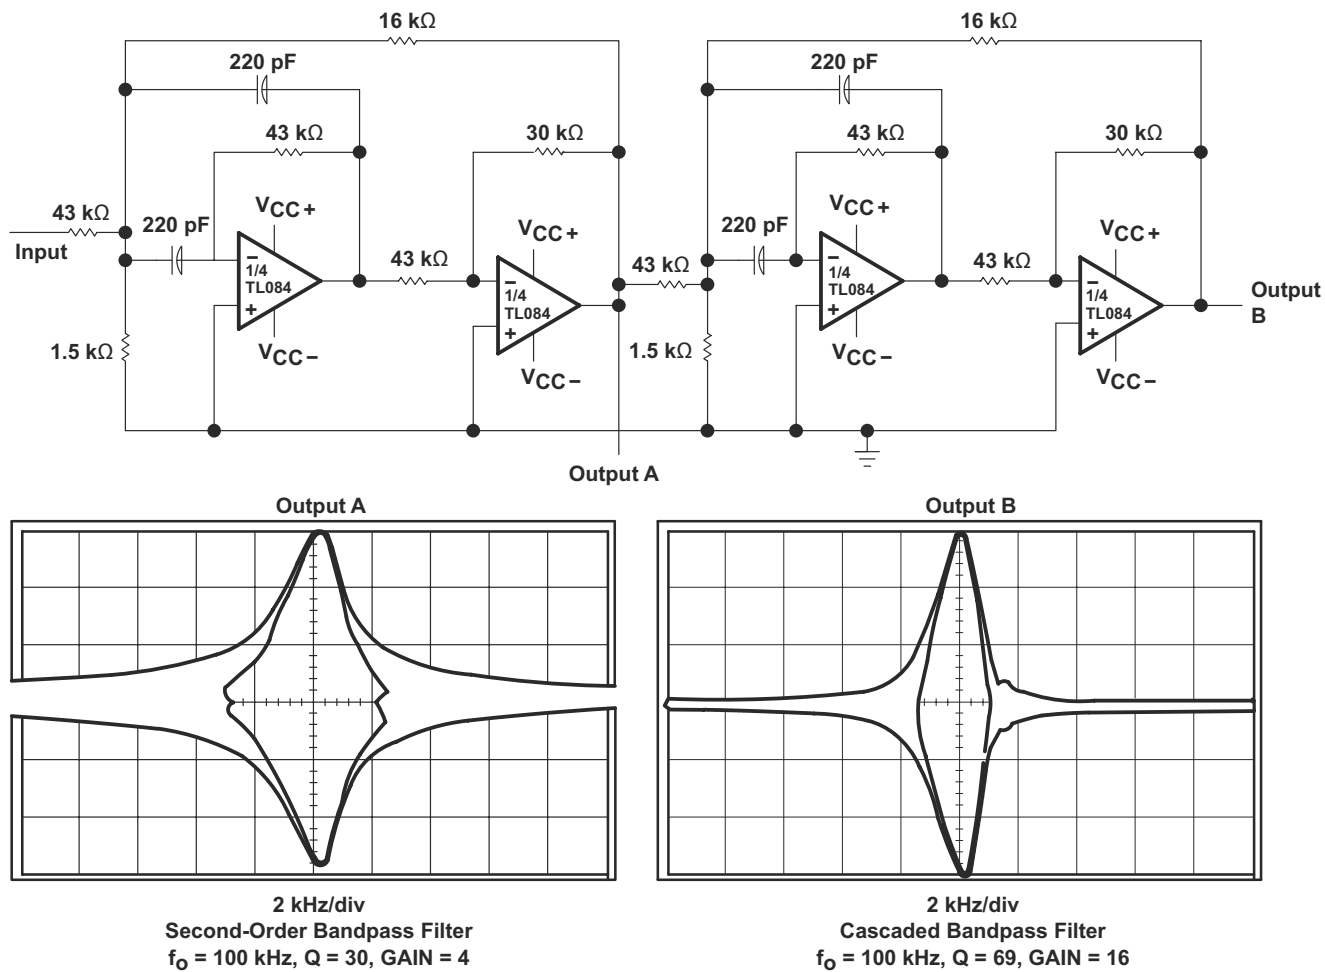 16 kΩ
16 kΩ
220 pF
220 pF
43 kΩ
30 kΩ
43 kΩ
30 kΩ
43 kΩ
Input
220 pF
VCC+
−
1/4
TL084
+
VCC−
43 kΩ
VCC+
−
1/4
TL084
+
VCC−
43 kΩ
220 pF
VCC+
−
1/4
TL084
+
VCC−
43 kΩ
VCC+
−
1/4
TL084
+
VCC−
Output
B
1.5 kΩ
1.5 kΩ
Output A
Output A
Output B
2 kHz/div
Second-Order Bandpass Filter
fo = 100 kHz, Q = 30, GAIN = 4
2 kHz/div
Cascaded Bandpass Filter
fo = 100 kHz, Q = 69, GAIN = 16